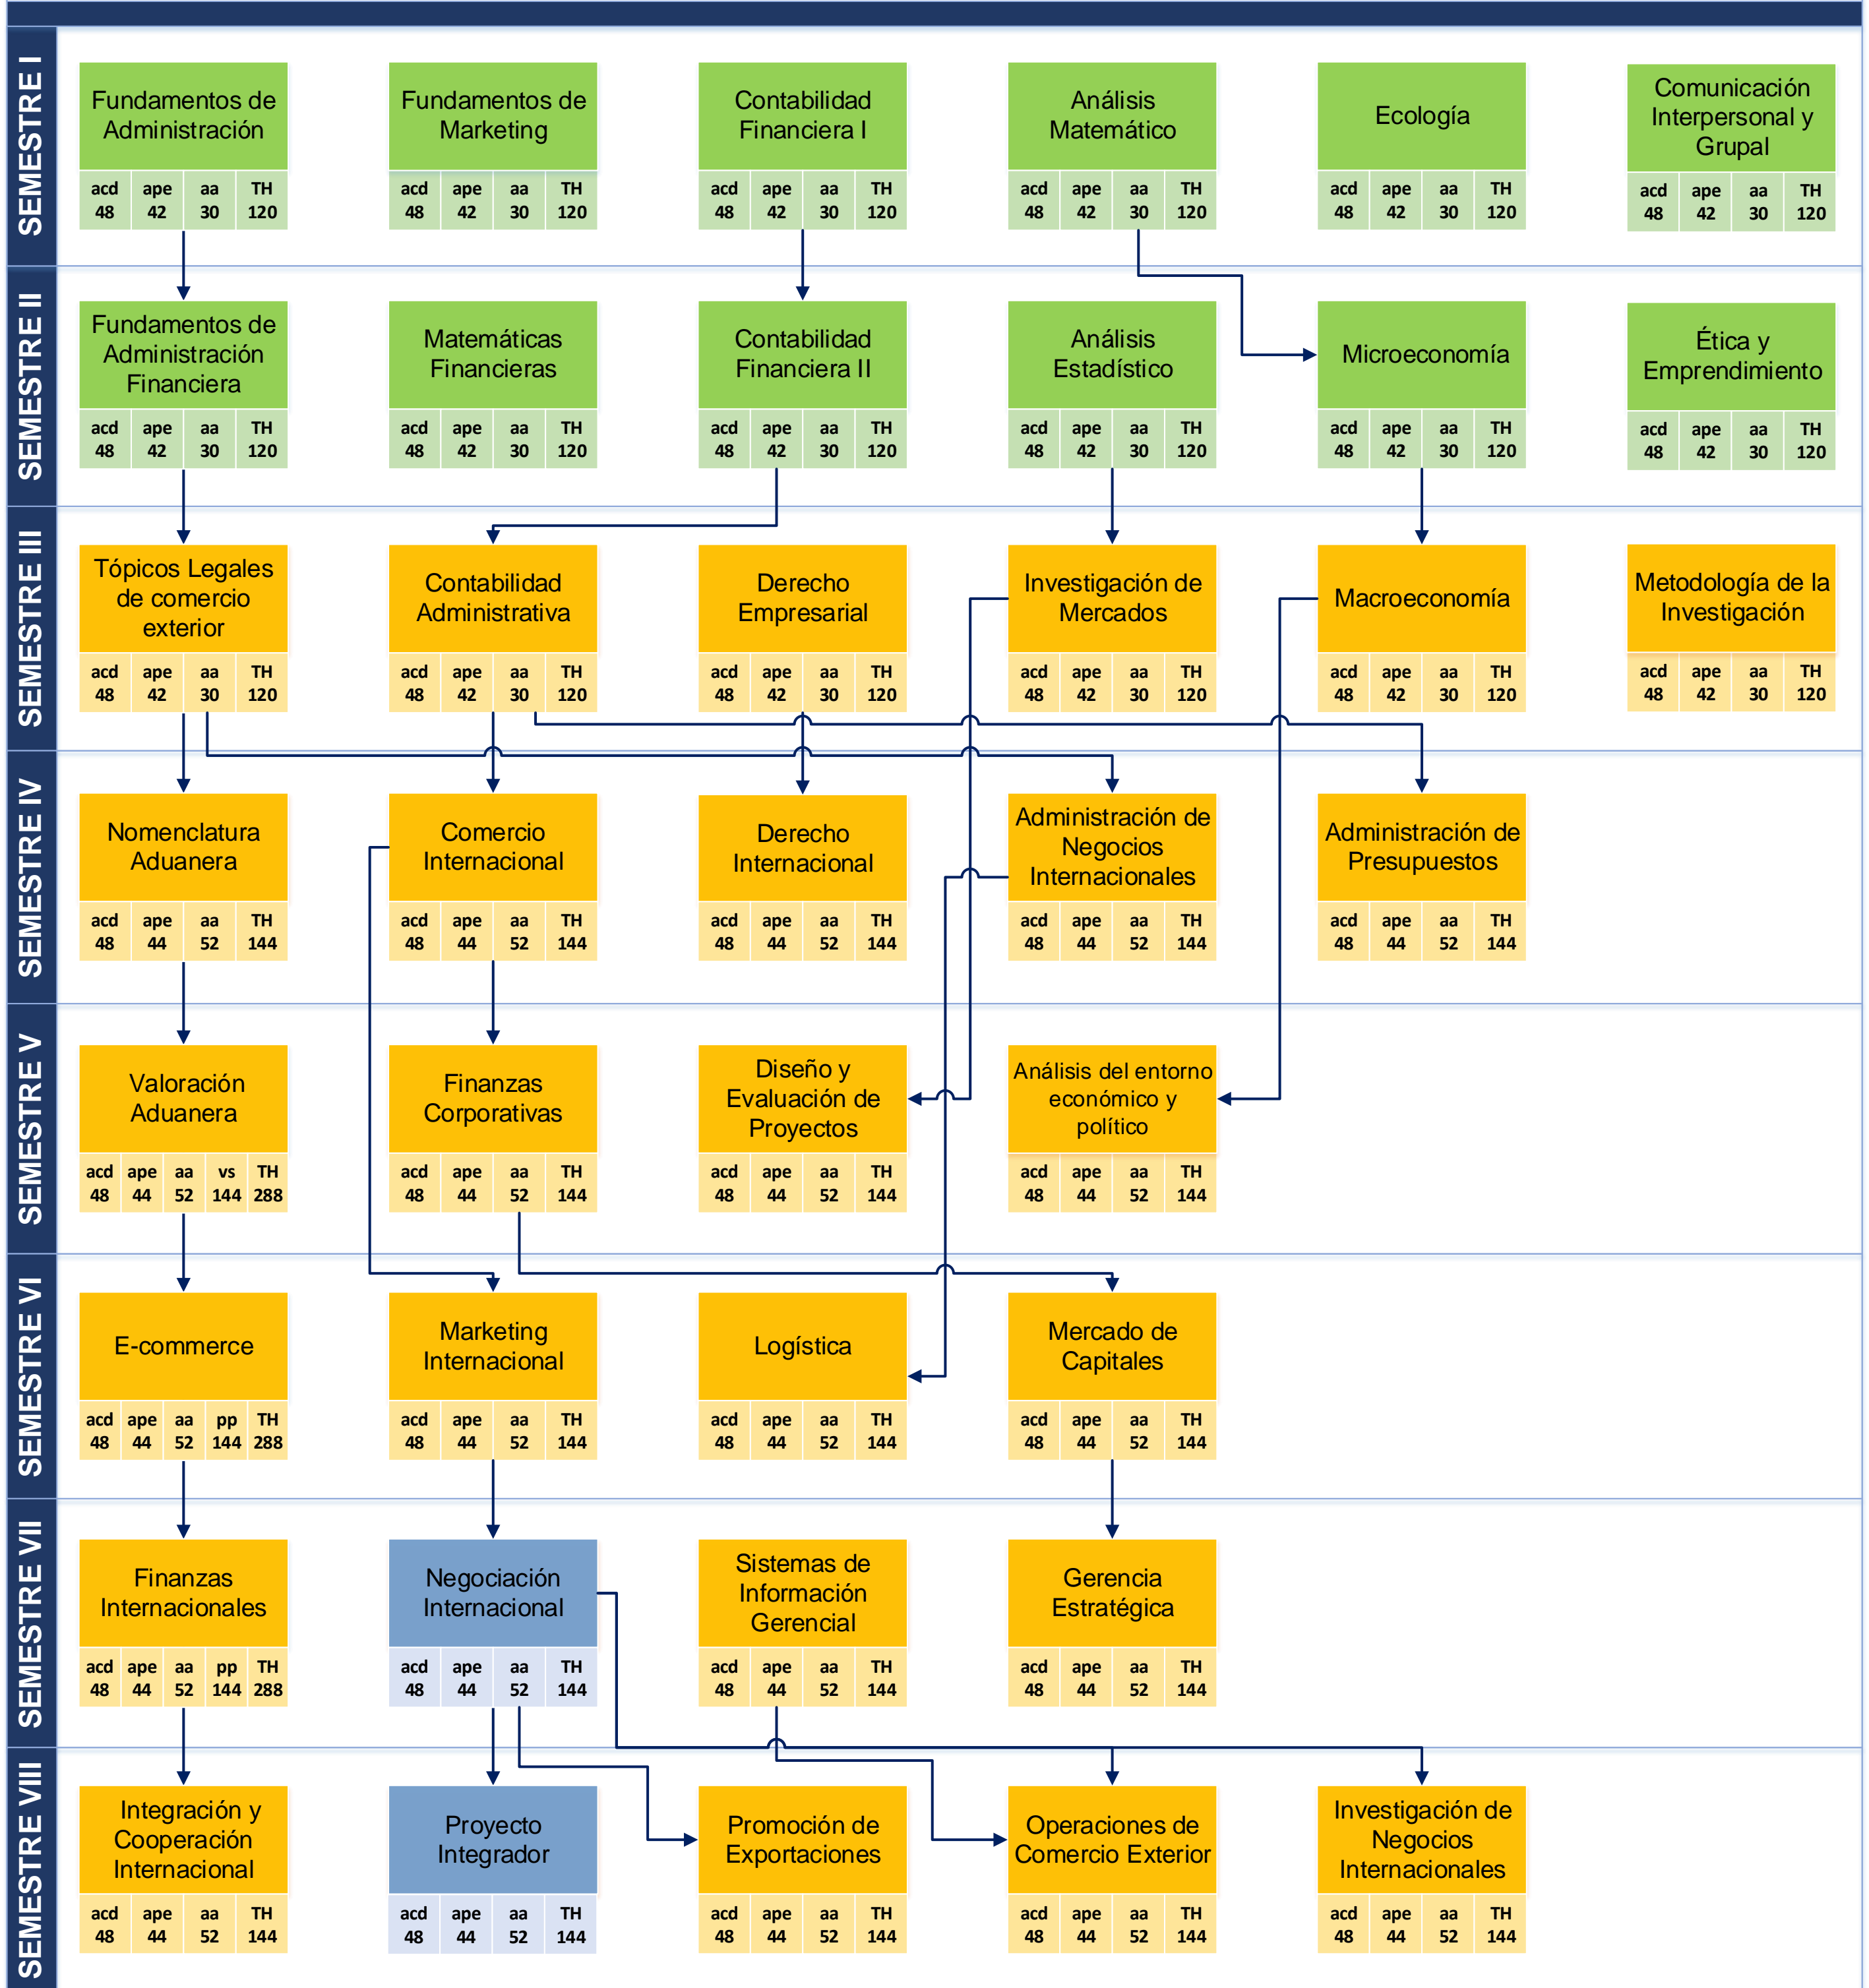 SEMESTRE I
Fundamentos de
Administración
acd ape aa TH
48 42 30 120
Fundamentos de
Marketing
acd ape aa TH
48 42 30 120
Contabilidad
Financiera I
acd ape aa TH
48 42 30 120
Análisis
Matemático
acd ape aa TH
48 42 30 120
Ecología
acd ape aa TH
48 42 30 120
Comunicación
Interpersonal y
Grupal
acd ape aa TH
48 42 30 120
SEMESTRE II
Fundamentos de
Administración
Financiera
acd ape aa TH
48 42 30 120
Matemáticas
Financieras
acd ape aa TH
48 42 30 120
Contabilidad
Financiera II
acd ape aa TH
48 42 30 120
Análisis
Estadístico
acd ape aa TH
48 42 30 120
Microeconomía
acd ape aa TH
48 42 30 120
Ética y
Emprendimiento
acd ape aa TH
48 42 30 120
SEMESTRE III
Tópicos Legales
de comercio
exterior
acd ape aa TH
48 42 30 120
Contabilidad
Administrativa
acd ape aa TH
48 42 30 120
Derecho
Empresarial
acd ape aa TH
48 42 30 120
Investigación de
Mercados
acd ape aa TH
48 42 30 120
Macroeconomía
acd ape aa TH
48 42 30 120
Metodología de la
Investigación
acd ape aa TH
48 42 30 120
SEMESTRE IV
Nomenclatura
Aduanera
acd ape aa TH
48 44 52 144
Comercio
Internacional
acd ape aa TH
48 44 52 144
Derecho
Internacional
acd ape aa TH
48 44 52 144
Administración de
Negocios
Internacionales
acd ape aa TH
48 44 52 144
Administración de
Presupuestos
acd ape aa TH
48 44 52 144
SEMESTRE V
Valoración
Aduanera
acd ape aa vs TH
48 44 52 144 288
Finanzas
Corporativas
acd ape aa TH
48 44 52 144
Diseño y
Evaluación de
Proyectos
acd ape aa TH
48 44 52 144
Análisis del entorno
económico y
político
acd ape aa TH
48 44 52 144
SEMESTRE VI
E-commerce
acd ape aa pp TH
48 44 52 144 288
Marketing
Internacional
acd ape aa TH
48 44 52 144
Logística
acd ape aa TH
48 44 52 144
Mercado de
Capitales
acd ape aa TH
48 44 52 144
SEMESTRE VII
Finanzas
Internacionales
acd ape aa pp TH
48 44 52 144 288
Negociación
Internacional
acd ape aa TH
48 44 52 144
Sistemas de
Información
Gerencial
acd ape aa TH
48 44 52 144
Gerencia
Estratégica
acd ape aa TH
48 44 52 144
SEMESTRE VIII
Integración y
Cooperación
Internacional
acd ape aa TH
48 44 52 144
Proyecto
Integrador
acd ape aa TH
48 44 52 144
Promoción de
Exportaciones
acd ape aa TH
48 44 52 144
Operaciones de
Comercio Exterior
acd ape aa TH
48 44 52 144
Investigación de
Negocios
Internacionales
acd ape aa TH
48 44 52 144